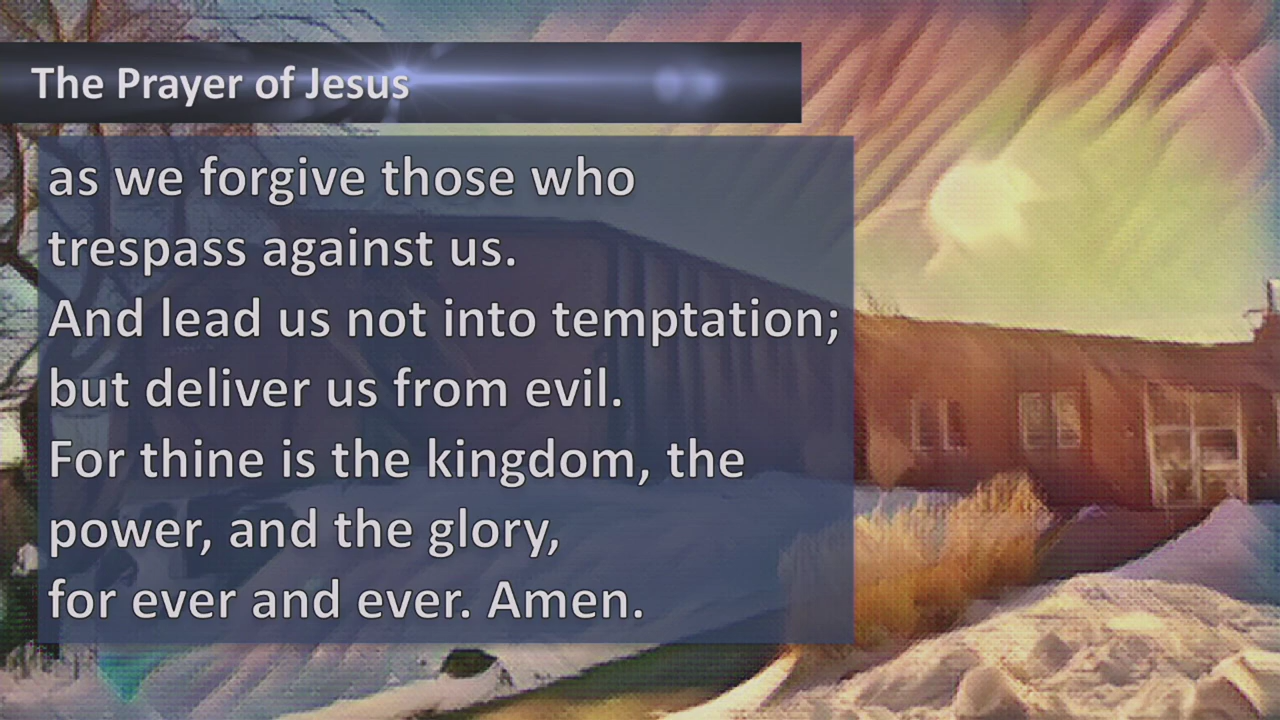 The Prayer of Jesus
as we forgive those who
trespass against us.
And lead us not into temptation;
but deliver us from evil.
For thine is the kingdom, the
power, and the glory,
for ever and ever. Amen.